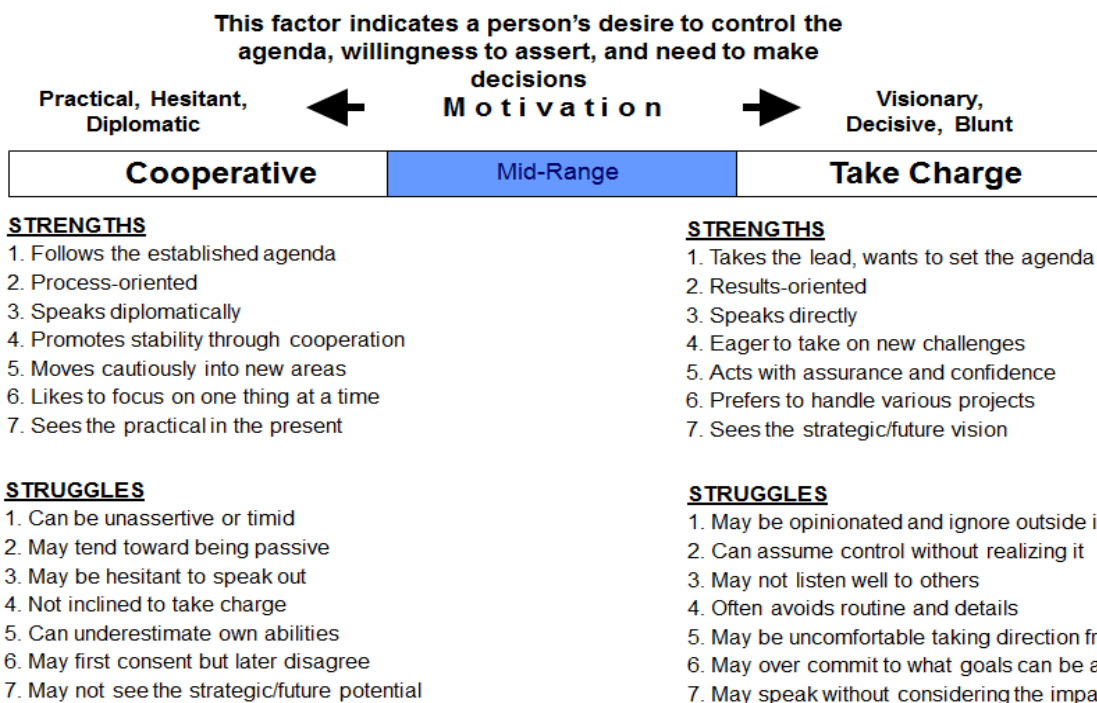 This factor indicates a person's desire to control the
agenda, willingness to assert, and need to make
decisions
Practical, Hesitant,
Diplomatic
Motivation
Visionary,
Decisive, Blunt
Cooperative
Mid-Range
Take Charge
STRENGTHS
1. Follows the established agenda
2. Process-oriented
3. Speaks diplomatically
4. Promotes stability through cooperation
5. Moves cautiously into new areas
6. Likes to focus on one thing at a time
7. Sees the practical in the present
STRUGGLES
1. Can be unassertive or timid
2. May tend toward being passive
3. May be hesitant to speak out
4. Not inclined to take charge
5. Can underestimate own abilities
6. May first consent but later disagree
7. May not see the strategic/future potential
STRENGTHS
1. Takes the lead, wants to set the agenda
2. Results-oriented
3. Speaks directly
4. Eager to take on new challenges
5. Acts with assurance and confidence
6. Prefers to handle various projects
7. Sees the strategic/future vision
STRUGGLES
1. May be opinionated and ignore outside
2. Can assume control without realizing it
3. May not listen well to others
4. Often avoids routine and details
5. May be uncomfortable taking direction
6. May over commit to what goals can be
7. May speak without considering the